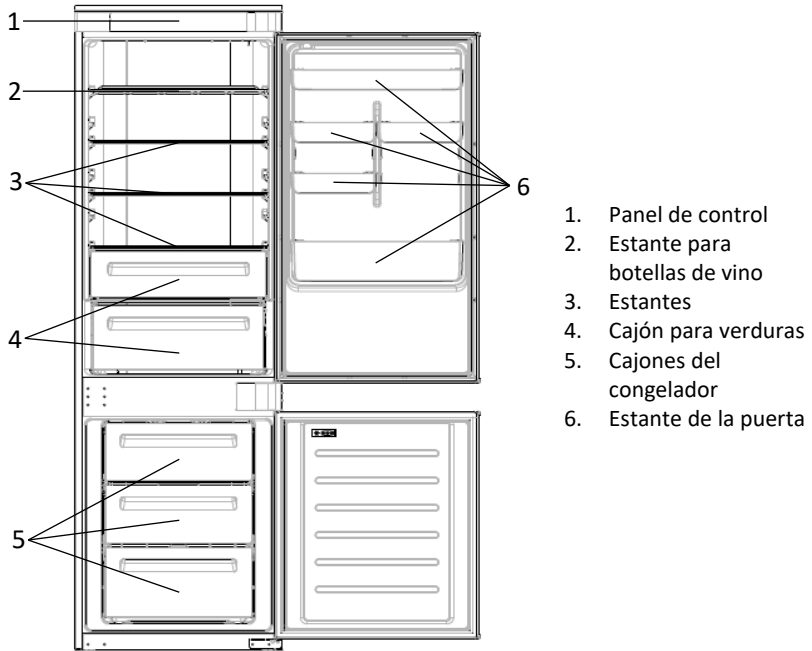 1
2
3
4
5
6
1. Panel de control
2. Estante para
botellas de vino
3. Estantes
4. Cajón para verduras
5. Cajones del
congelador
6. Estante de la puerta